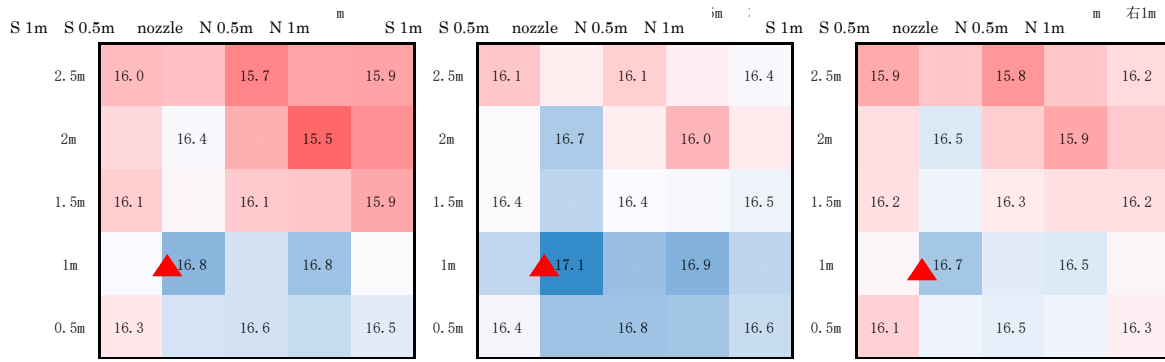 m
m
m 右1m
S 1m S 0.5m nozzle N 0.5m N 1m S 1m S 0.5m nozzle N 0.5m N 1m S 1m S 0.5m nozzle N 0.5m N 1m
2.5m 16.0 15.7 15.9 2.5m 16.1 16.1 16.4 2.5m 15.9 15.8 16.2
2m 16.4 15.5 2m 16.7 16.0 2m 16.5 15.9
1.5m 16.1 16.1 15.9 1.5m 16.4 16.4 16.5 1.5m 16.2 16.3 16.2
1m 16.8 16.8 1m 17.1 16.9 1m 16.7 16.5
0.5m 16.3 16.6 16.5 0.5m 16.4 16.8 16.6 0.5m 16.1 16.5 16.3